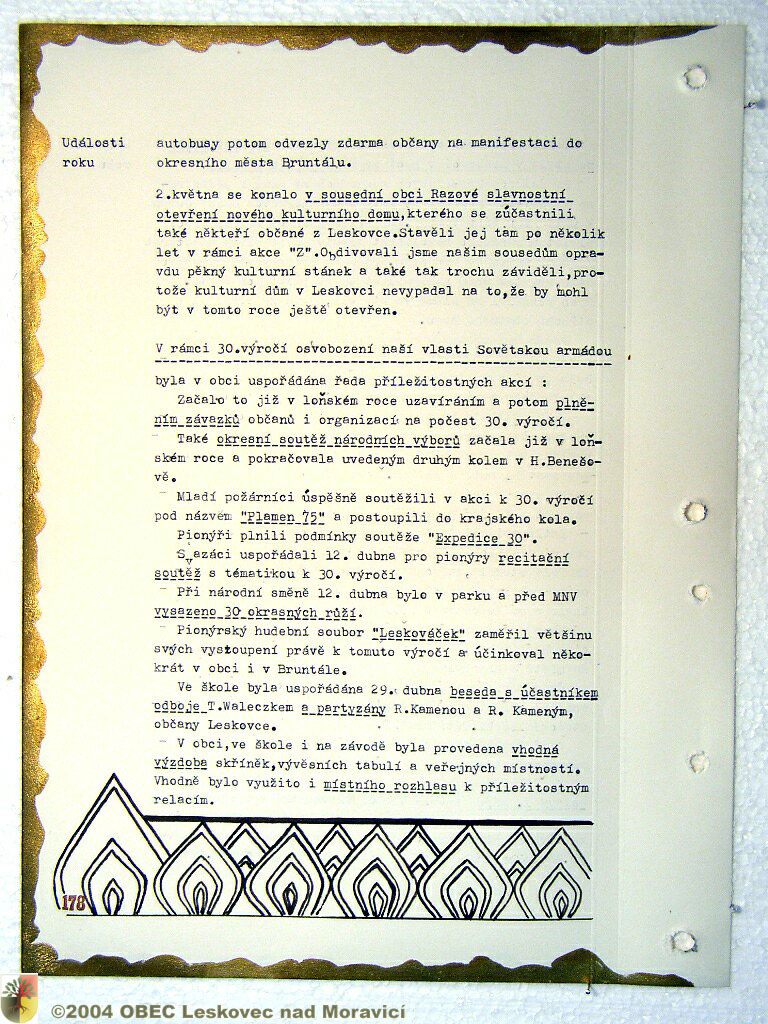 Události
roku
autobusy potom odvezly zdarma občany na manifestaci do
okresního města Bruntálu.
2.května se konalo v sousední obci Razové slavnostní
otevření nového kulturního domu,kterého se zúčastnili
také někteří občané z Leskovce.Stavěli jej tam po několik
let v rámci akce "Z".Obdivovali jsme našim sousedům opra-
vdu pěkný kulturní stánek a také tak trochu záviděli,pro-
tože kulturní dům v Leskovci nevypadal na to,že by mohl
být v tomto roce ještě otevřen.
V rámci 30.výročí osvobození naší vlasti Sovětskou armádou
byla v obci uspořádána řada příležitostných akcí :
Začalo to již v loňském roce uzavíráním a potom plně-
ním závazků občanů i organizací na počest 30. výročí.
- Také okresní soutěž národních výborů začala již v loň-
ském roce a pokračovala uvedeným druhým kolem v H.Benešo-
vě.
- Mladí požárníci úspěšně soutěžili v akci k 30. výročí
pod názvem "Plamen 75" a postoupili do krajského kola.
Pionýři plnili podmínky soutěže "Expedice 30".
Svazáci uspořádali 12. dubna pro pionýry recitační
soutěž s tématikou k 30. výročí.
- Při národní směně 12. dubna bylo v parku a před MNV
vysazeno 30 okrasných růží.
- Pionýrský hudební soubor "Leskováček" zaměřil většinu
svých vystoupení právě k tomuto výročí a účinkoval něko-
krát v obci i v Bruntále.
Ve škole byla uspořádána 29. dubna beseda s účastníkem
odboje T.Waleczkem a partyzány R.Kamenou a R. Kameným,
občany Leskovce.
- V obci,ve škole i na závodě byla provedena vhodná
výzdoba skříněk,vývěsních tabulí a veřejných místností.
Vhodně bylo využito i místního rozhlasu k příležitostným
relacím.
178
©2004 OBEC Leskovec nad Moravicí